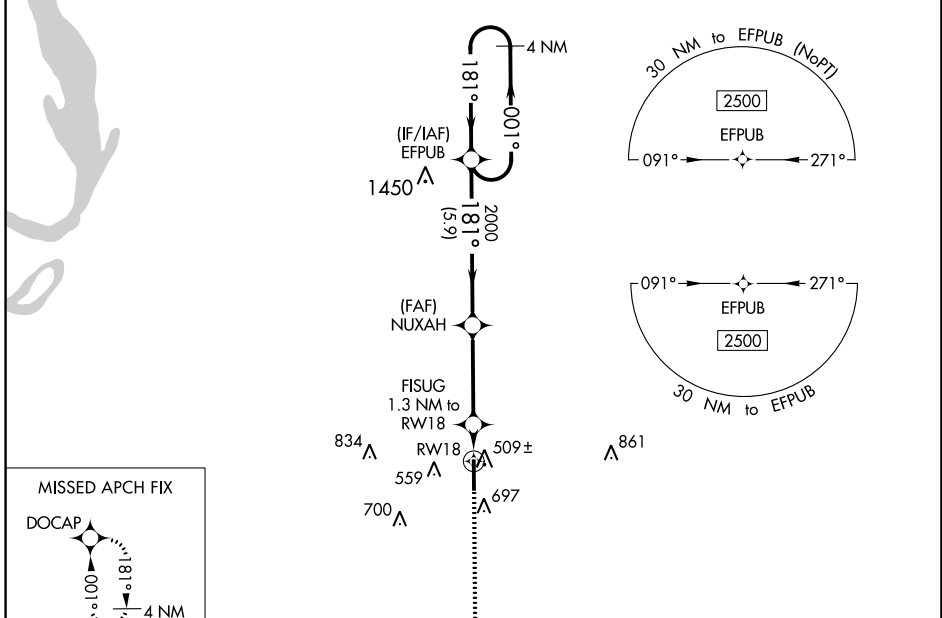 4 NM
181°
001°
(IF/IAF)
EFPUB
1450
2000
181°
(5.9)
(FAF)
NUXAH
FISUG
1.3 NM to
RW18
RW18
509±
834
559
861
700
697
30 NM to EFPUB (NoPT)
2500
EFPUB
091°
271°
091°
271°
EFPUB
2500
30 NM to EFPUB
MISSED APCH FIX
DOCAP
181°
001°
4 NM